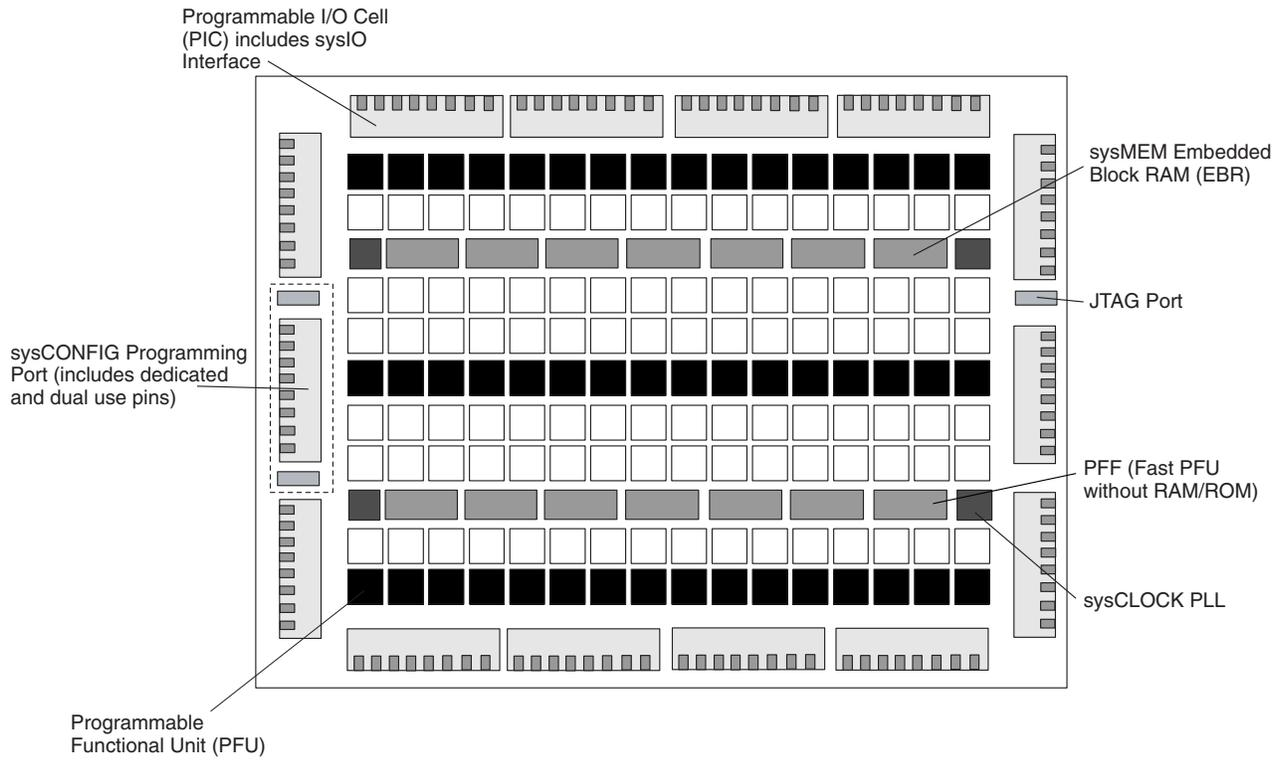 Programmable I/O Cell
(PIC) includes sysIO
Interface
sysMEM Embedded
Block RAM (EBR)
JTAG Port
sysCONFIG Programming
Port (includes dedicated
and dual use pins)
PFF (Fast PFU
without RAM/ROM)
sysCLOCK PLL
Programmable
Functional Unit (PFU)